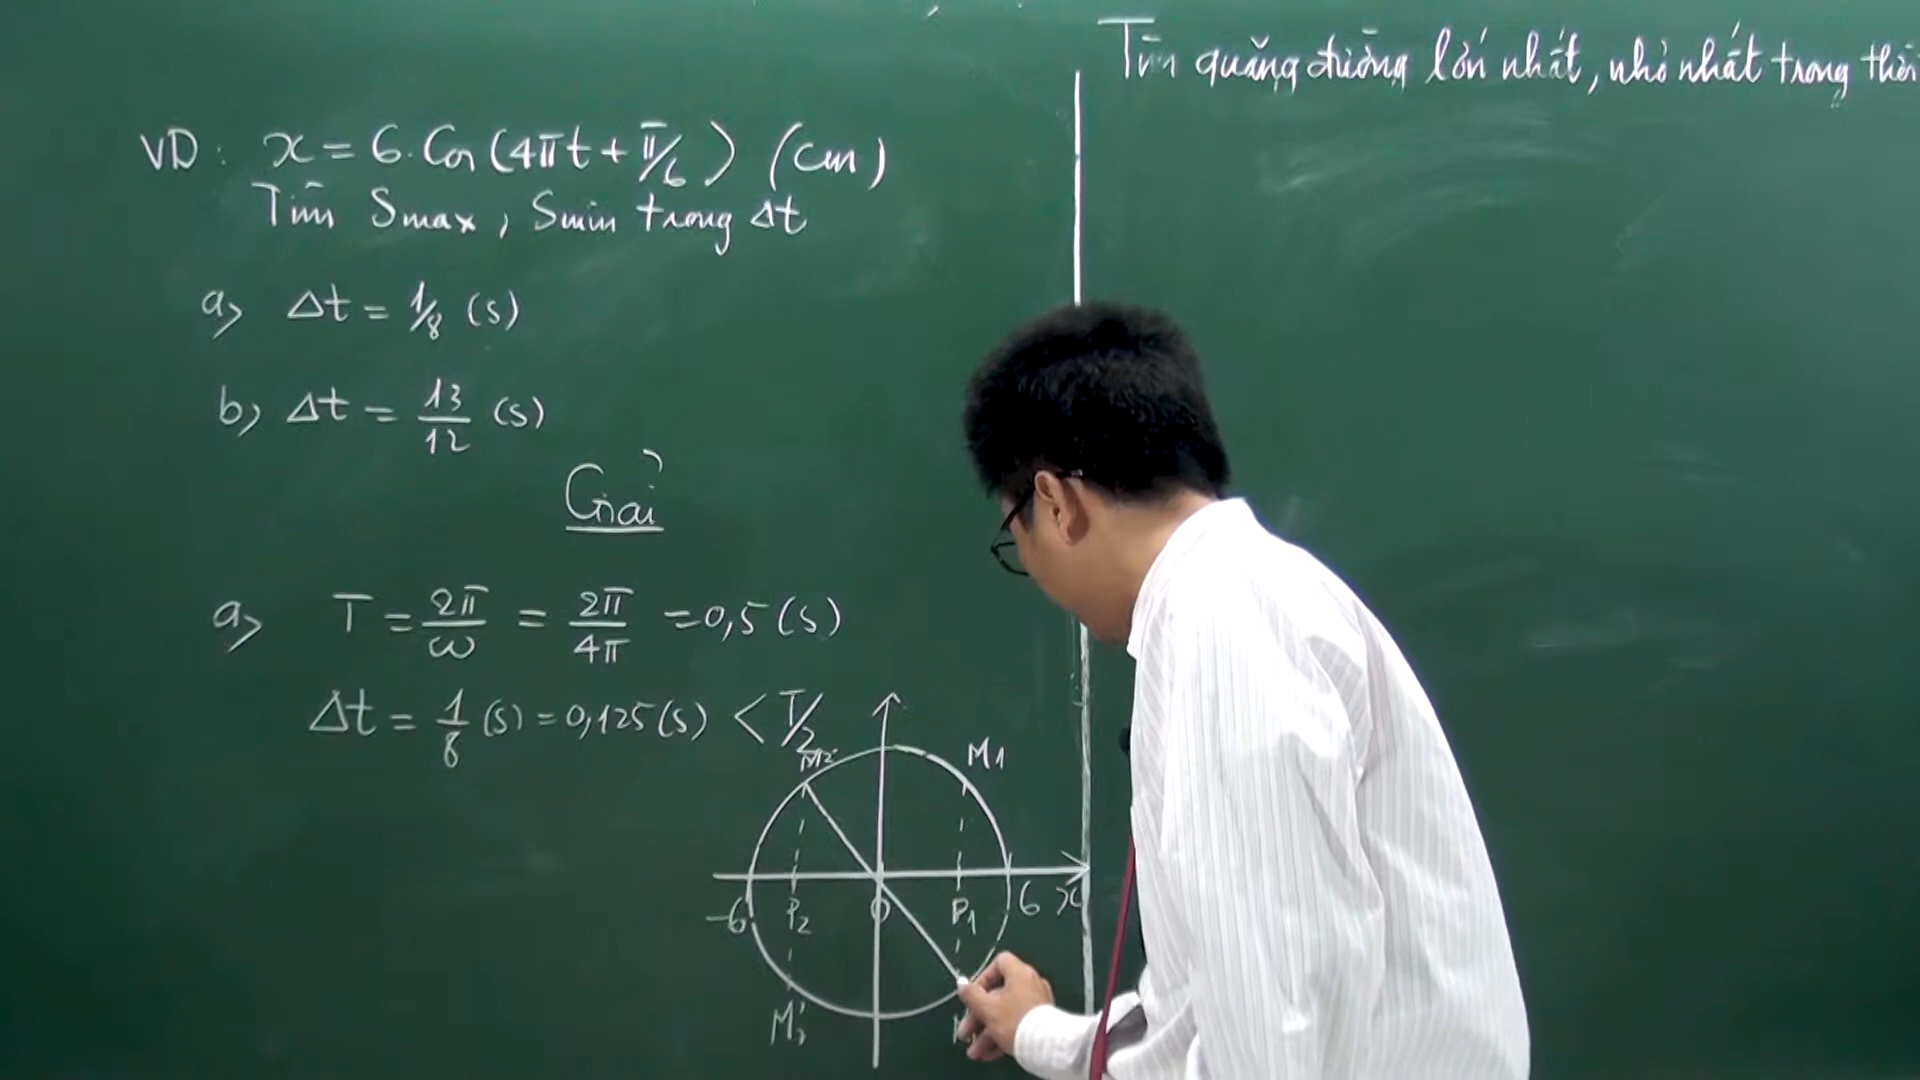 Tìm quãng đường lớn nhất, nhỏ nhất trong thời
VD: x = 6.Cos(4πt + π/6) (cm)
Tìm Smax, Smin trong Δt
a, Δt = 1/8 (s)
b, Δt = 13/12 (s)
Giải
a, T = 2π/ω = 2π/4π = 0,5 (s)
Δt = 1/8 (s) = 0,125 (s) < T/2
M2 M1
-6 P2 O P1 6 x
M'2